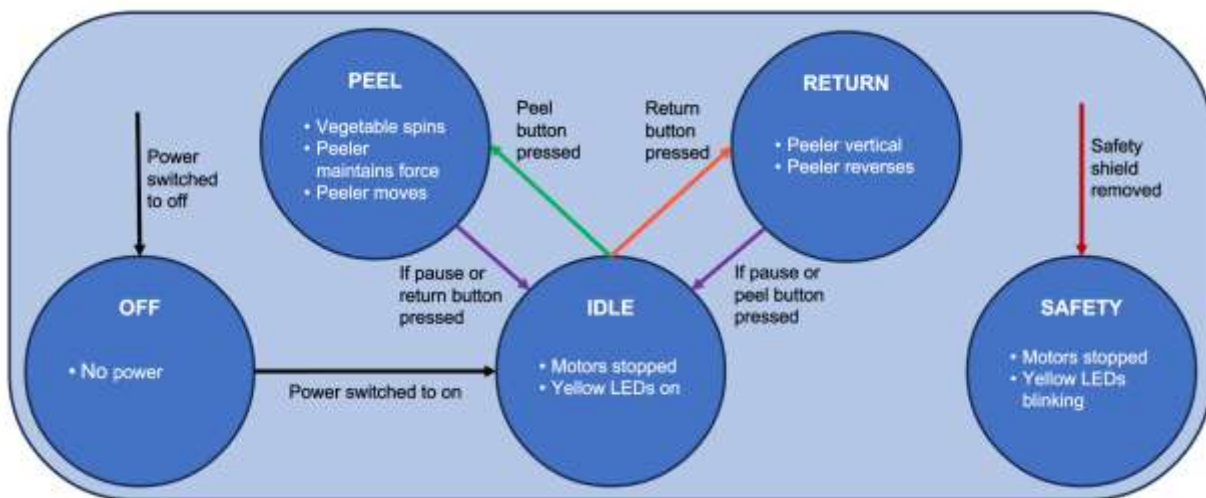 PEEL
• Vegetable spins
• Peeler
maintains force
• Peeler moves
Peel
button
pressed
Return
button
pressed
RETURN
• Peeler vertical
• Peeler reverses
Power
switched
to off
Safety
shield
removed
If pause or
return button
pressed
If pause or
peel button
pressed
OFF
• No power
Power switched to on
IDLE
• Motors stopped
• Yellow LEDs on
SAFETY
• Motors stopped
• Yellow LEDs
blinking